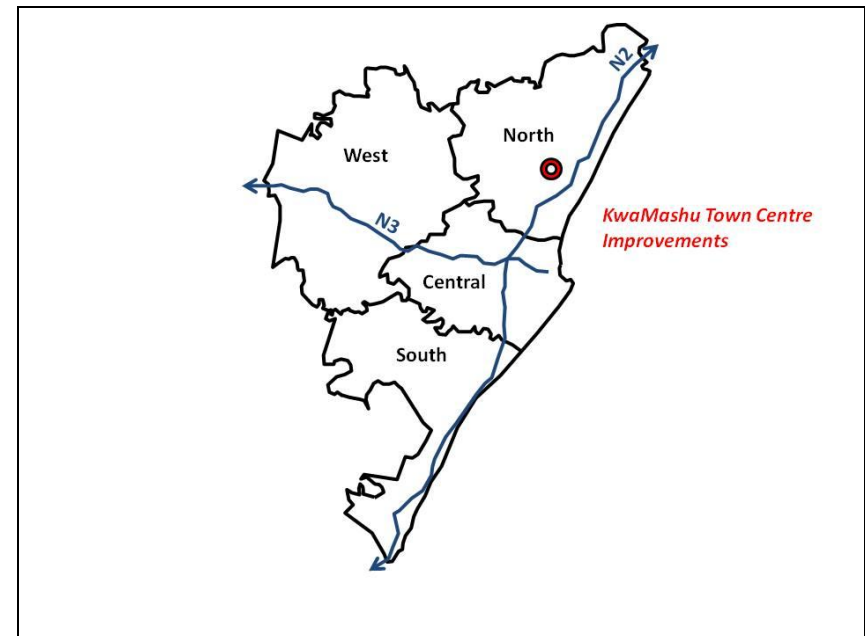 N2
North
West
KwaMashu Town Centre
Improvements
N3
Central
South